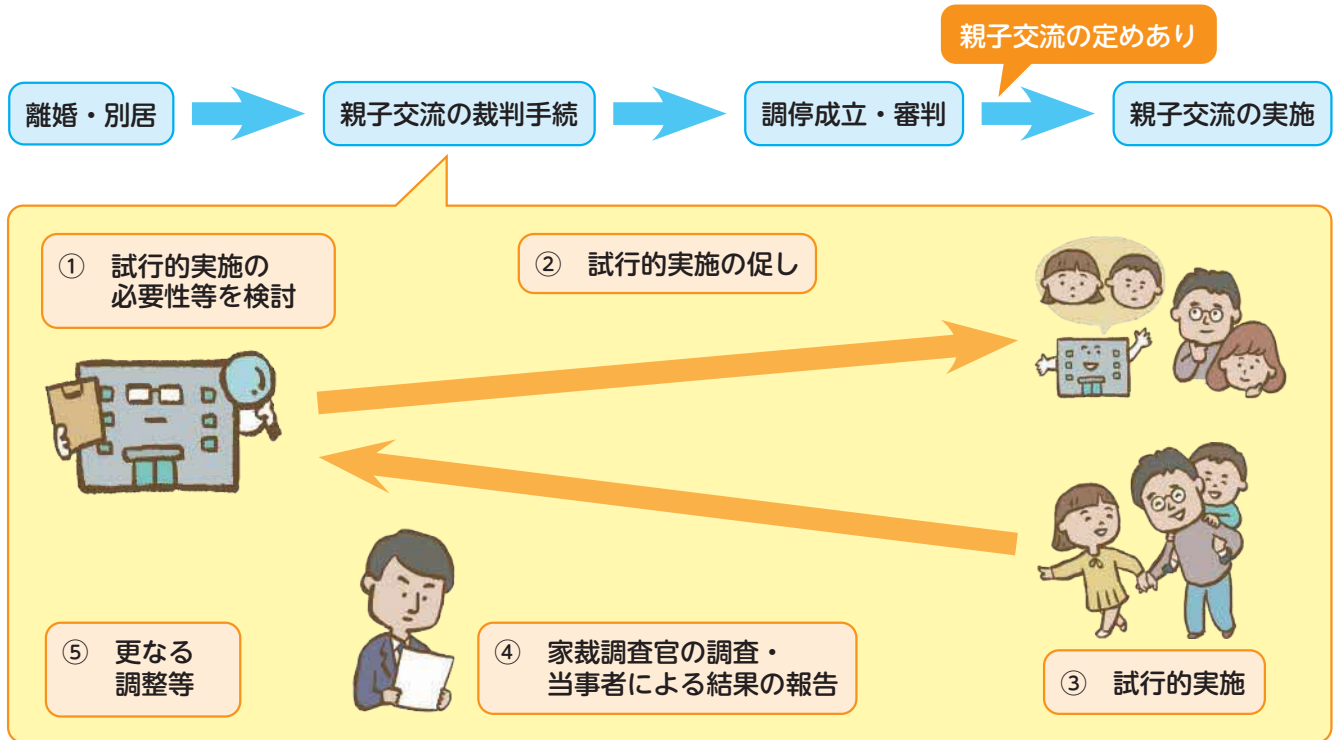 親子交流の定めあり
離婚・別居
親子交流の裁判手続
調停成立・審判
親子交流の実施
① 試行的実施の
必要性等を検討
② 試行的実施の促し
③ 試行的実施
④ 家裁調査官の調査・
当事者による結果の報告
⑤ 更なる
調整等